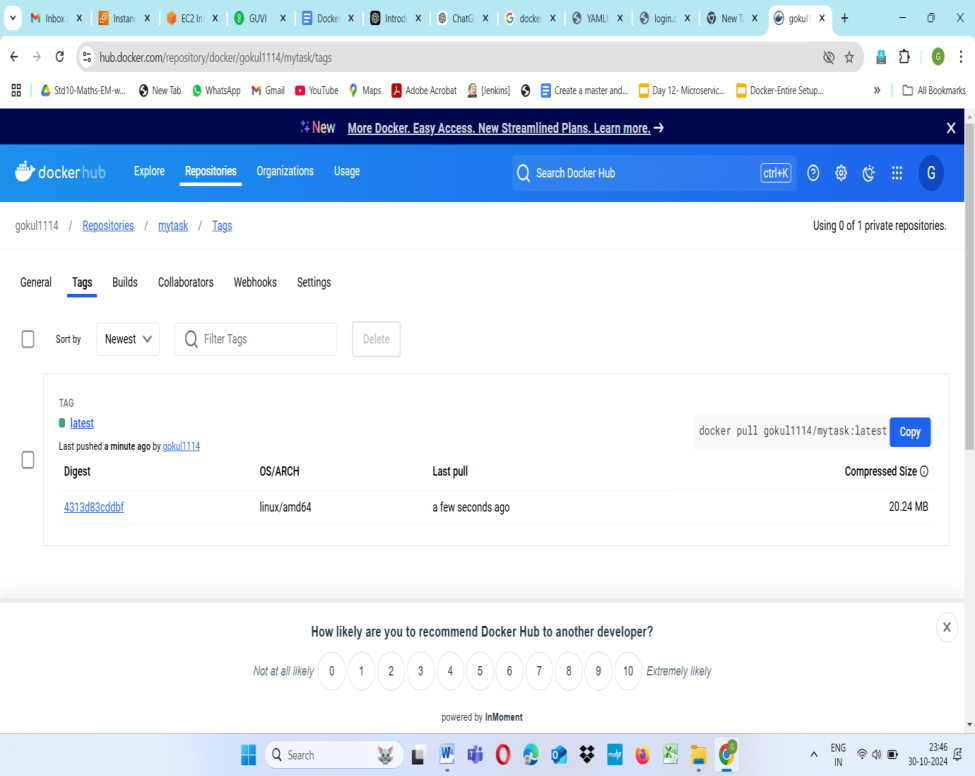 Inbox X Instanc X EC2 In X GUVI X Docker X Introd X ChatG X docker X YAML X login.c X New T X gokul1 X
hub.docker.com/repository/docker/gokul1114/mytask/tags
Std10-Maths-EM-w... New Tab WhatsApp Gmail YouTube Maps Adobe Acrobat [Jenkins] Create a master and... Day 12- Microservic... Docker-Entire Setup... » All Bookmarks
New More Docker. Easy Access. New Streamlined Plans. Learn more. → X
dockerhub Explore Repositories Organizations Usage Search Docker Hub ctrl+K G
gokul1114 / Repositories / mytask / Tags Using 0 of 1 private repositories.
General Tags Builds Collaborators Webhooks Settings
Sort by Newest Filter Tags Delete
TAG
latest
docker pull gokul1114/mytask:latest Copy
Last pushed a minute ago by gokul1114
Digest OS/ARCH Last pull Compressed Size
4313d83cddbf linux/amd64 a few seconds ago 20.24 MB
How likely are you to recommend Docker Hub to another developer? X
Not at all likely 0 1 2 3 4 5 6 7 8 9 10 Extremely likely
powered by InMoment
Search ENG 23:46
IN 30-10-2024